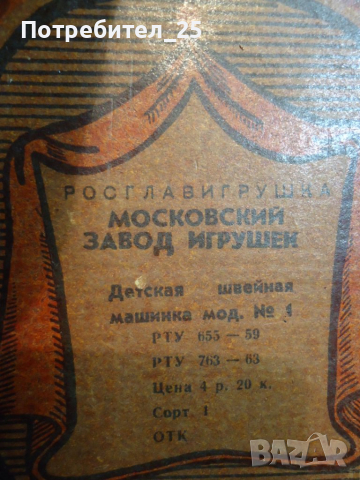 Потребител_25
РОСГЛАВИГРУШКА
МОСКОВСКИЙ
ЗАВОД ИГРУШЕК
Детская швейная
машинка мод. № 1
РТУ 655 — 59
РТУ 763 — 63
Цена 4 р. 20 к.
Сорт. 1
ОТК
BAZAR